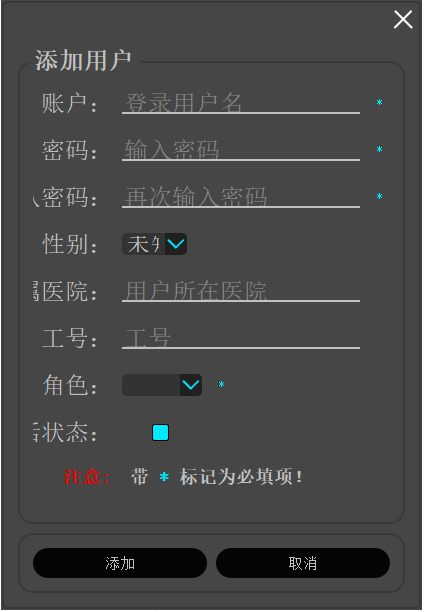 添加用户
账户： 登录用户名 *
密码： 输入密码 *
密码： 再次输入密码 *
性别： 未
属医院： 用户所在医院
工号： 工号
角色： *
状态：
注意： 带 * 标记为必填项！
添加 取消